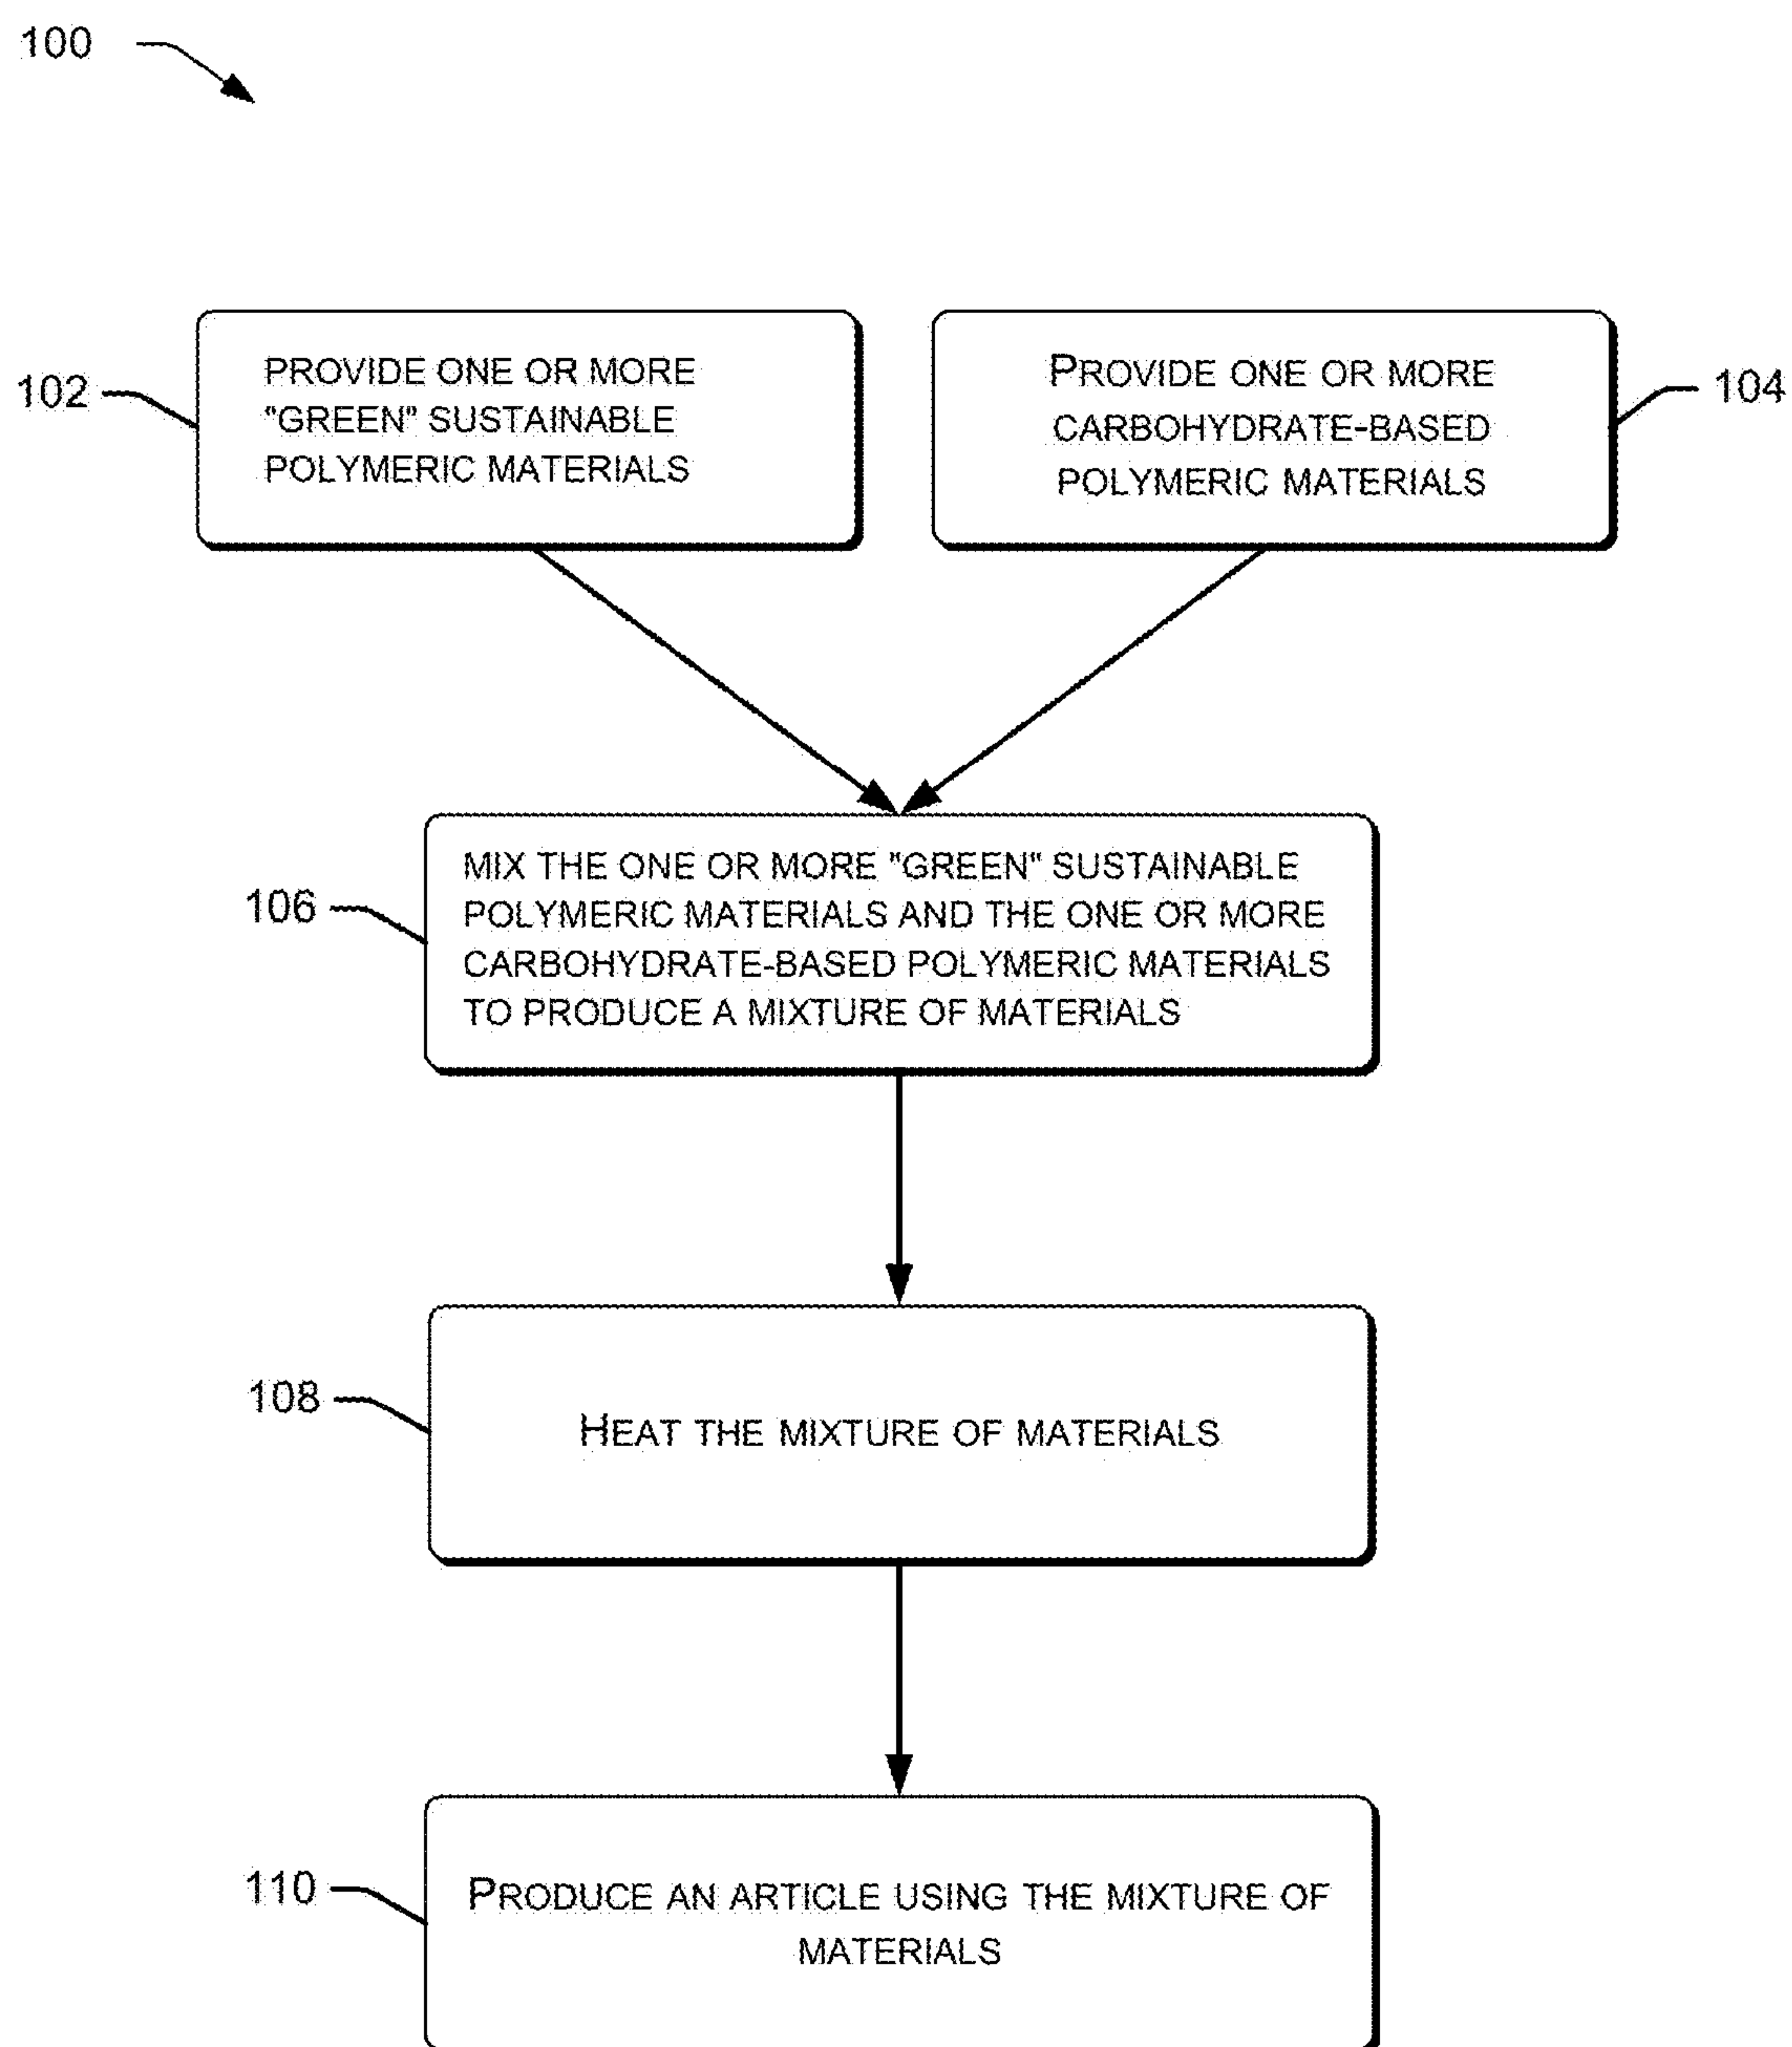 100
102
PROVIDE ONE OR MORE
"GREEN" SUSTAINABLE
POLYMERIC MATERIALS
PROVIDE ONE OR MORE
CARBOHYDRATE-BASED
POLYMERIC MATERIALS
104
106
MIX THE ONE OR MORE "GREEN" SUSTAINABLE
POLYMERIC MATERIALS AND THE ONE OR MORE
CARBOHYDRATE-BASED POLYMERIC MATERIALS
TO PRODUCE A MIXTURE OF MATERIALS
108
HEAT THE MIXTURE OF MATERIALS
110
PRODUCE AN ARTICLE USING THE MIXTURE OF
MATERIALS